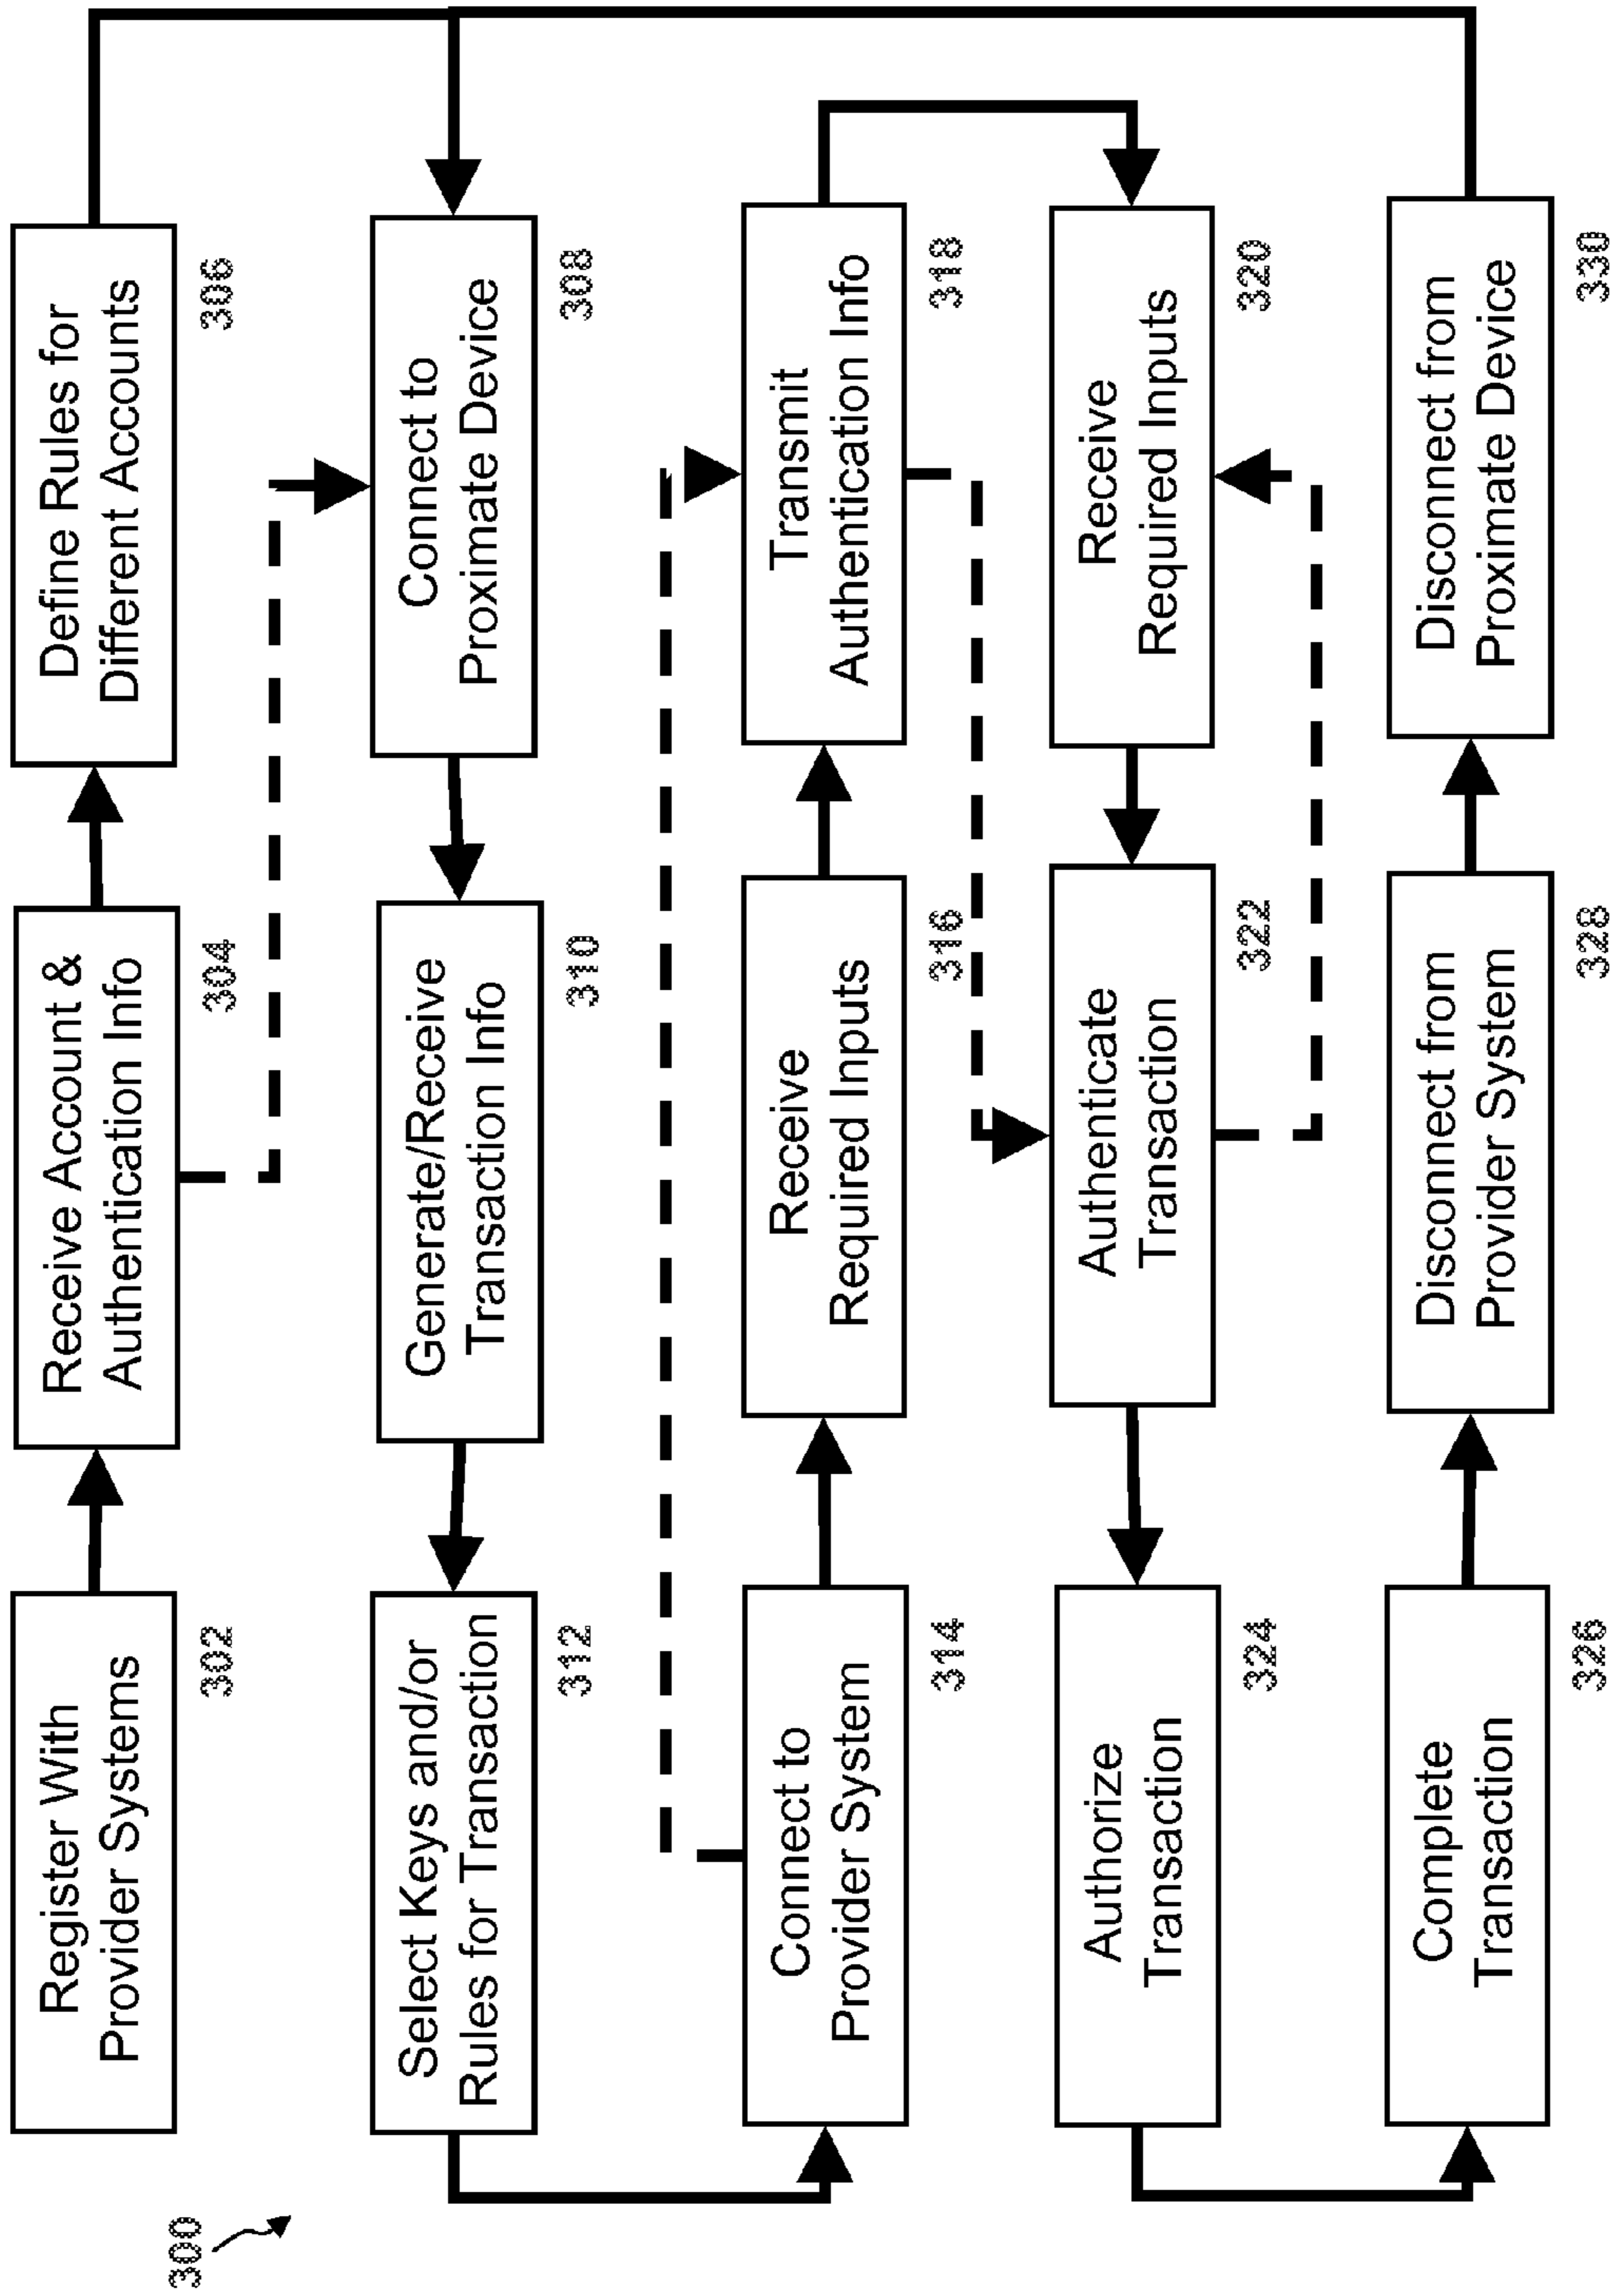 300
Register With
Provider Systems
302
Receive Account &
Authentication Info
304
Define Rules for
Different Accounts
306
Connect to
Proximate Device
308
Generate/Receive
Transaction Info
310
Select Keys and/or
Rules for Transaction
312
Connect to
Provider System
314
Receive
Required Inputs
316
Transmit
Authentication Info
318
Receive
Required Inputs
320
Authenticate
Transaction
322
Authorize
Transaction
324
Complete
Transaction
326
Disconnect from
Provider System
328
Disconnect from
Proximate Device
330